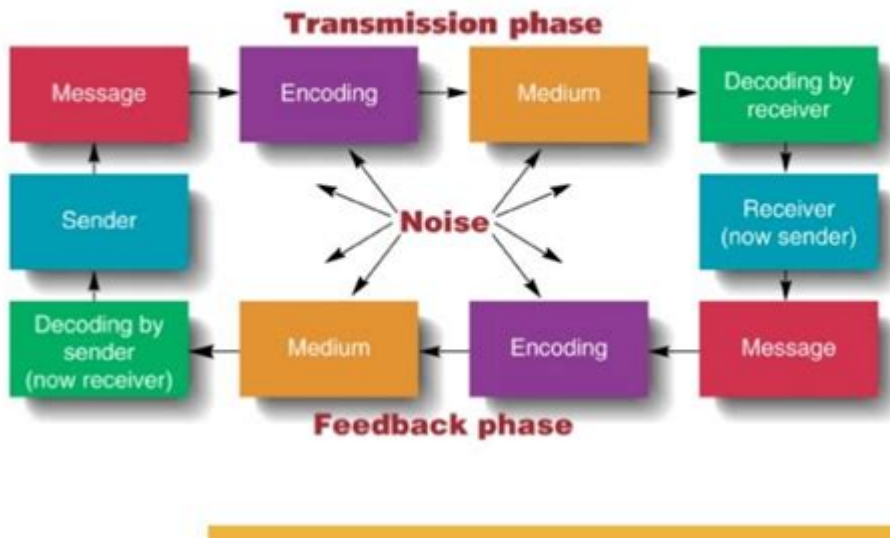 Transmission phase
Message
Encoding
Medium
Decoding by
receiver
Sender
Noise
Receiver
(now sender)
Decoding by
sender
(now receiver)
Medium
Encoding
Message
Feedback phase